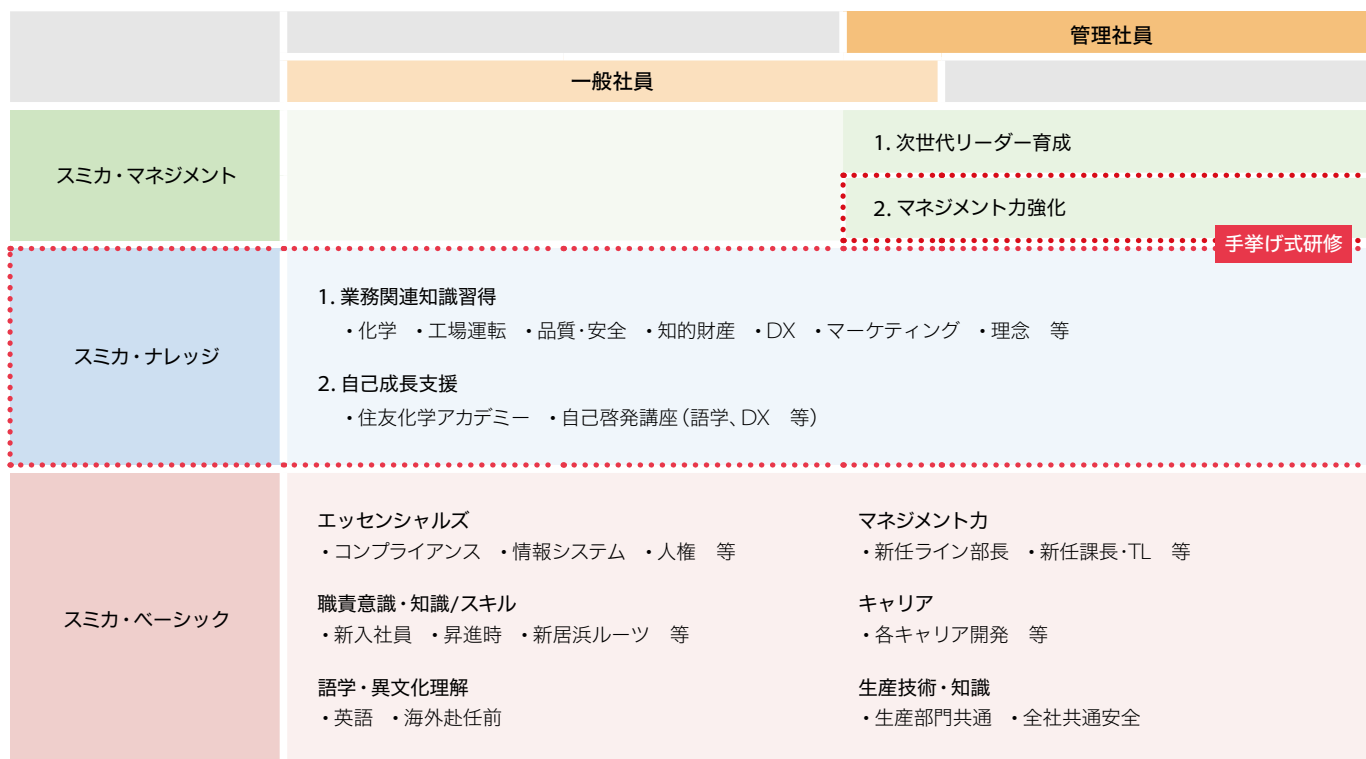 管理社員
一般社員
スミカ・マネジメント
1. 次世代リーダー育成
2. マネジメント力強化
手挙げ式研修
スミカ・ナレッジ
1. 業務関連知識習得
・化学 ・工場運転 ・品質・安全 ・知的財産 ・DX ・マーケティング ・理念 等
2. 自己成長支援
・住友化学アカデミー ・自己啓発講座(語学、DX 等)
スミカ・ベーシック
エッセンシャルズ
・コンプライアンス ・情報システム ・人権 等
職責意識・知識/スキル
・新入社員 ・昇進時 ・新居浜ルーツ 等
語学・異文化理解
・英語 ・海外赴任前
マネジメント力
・新任ライン部長 ・新任課長・TL 等
キャリア
・各キャリア開発 等
生産技術・知識
・生産部門共通 ・全社共通安全